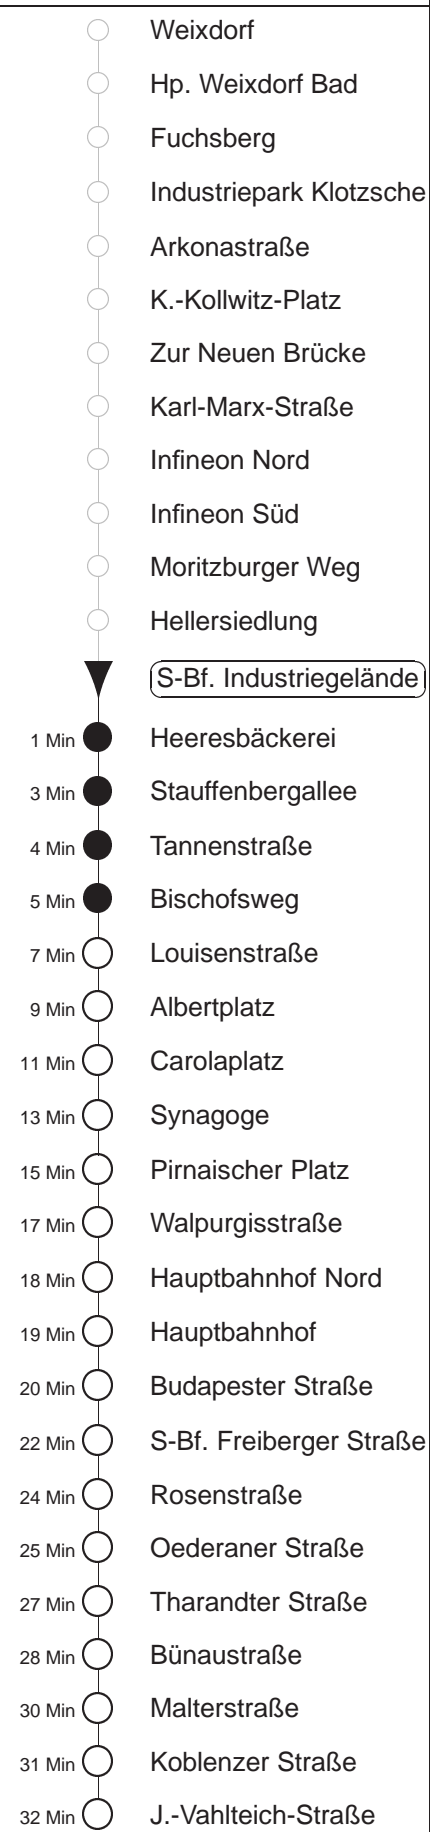 Weixdorf
Hp. Weixdorf Bad
Fuchsberg
Industriepark Klotzsche
Arkonastraße
K.-Kollwitz-Platz
Zur Neuen Brücke
Karl-Marx-Straße
Infineon Nord
Infineon Süd
Moritzburger Weg
Hellersiedlung
S-Bf. Industriegelände
1 Min Heeresbäckerei
3 Min Stauffenbergallee
4 Min Tannenstraße
5 Min Bischofsweg
7 Min Louisenstraße
9 Min Albertplatz
11 Min Carolaplatz
13 Min Synagoge
15 Min Pirnaischer Platz
17 Min Walpurgisstraße
18 Min Hauptbahnhof Nord
19 Min Hauptbahnhof
20 Min Budapester Straße
22 Min S-Bf. Freiberger Straße
24 Min Rosenstraße
25 Min Oederaner Straße
27 Min Tharandter Straße
28 Min Bünaustraße
30 Min Malterstraße
31 Min Koblenzer Straße
32 Min J.-Vahlteich-Straße